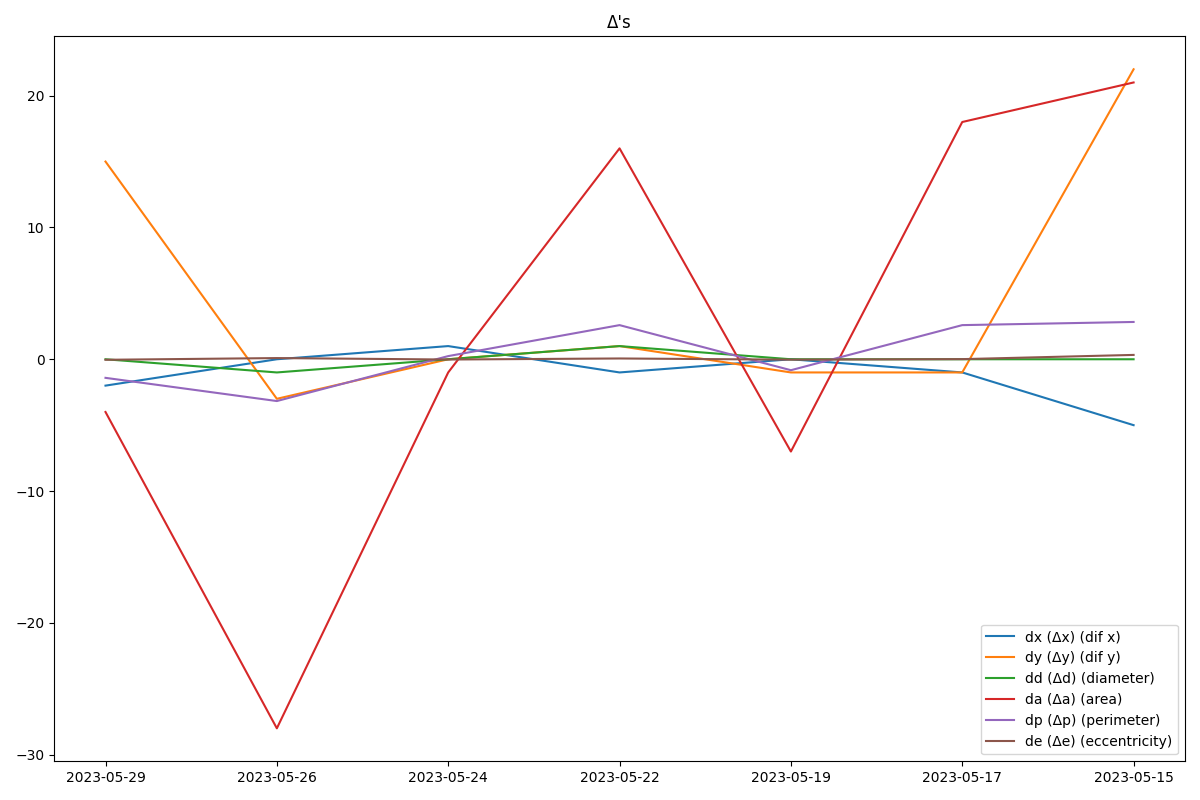 Δ's
20
10
0
−10
−20
−30
2023-05-29 2023-05-26 2023-05-24 2023-05-22 2023-05-19 2023-05-17 2023-05-15
dx (Δx) (dif x)
dy (Δy) (dif y)
dd (Δd) (diameter)
da (Δa) (area)
dp (Δp) (perimeter)
de (Δe) (eccentricity)